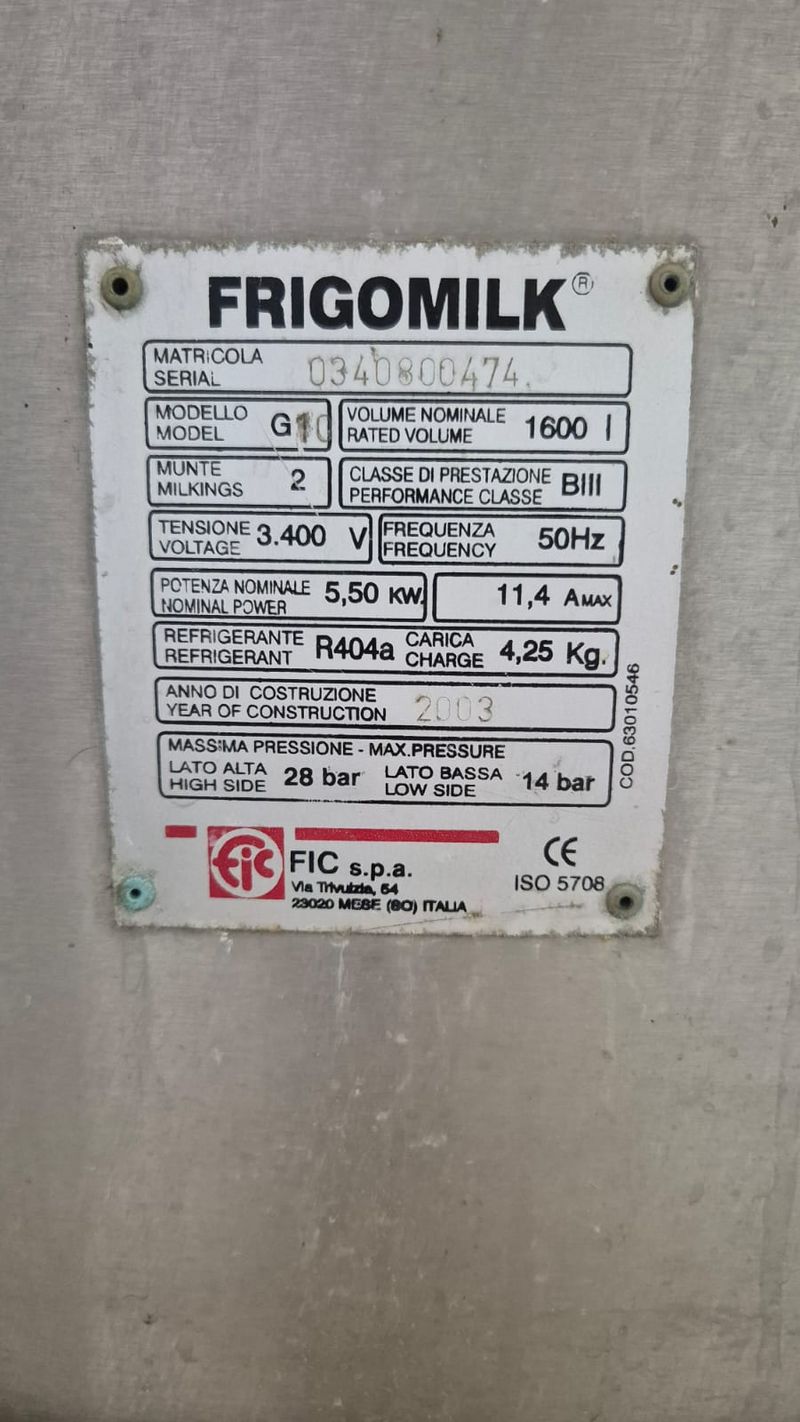 FRIGOMILK®
MATRICOLA
SERIAL
0340800474.
MODELLO
MODEL
G10
VOLUME NOMINALE
RATED VOLUME
1600 l
MUNTE
MILKINGS
2
CLASSE DI PRESTAZIONE
PERFORMANCE CLASSE
BIII
TENSIONE
VOLTAGE
3.400 V
FREQUENZA
FREQUENCY
50Hz
POTENZA NOMINALE
NOMINAL POWER
5,50 KW
11,4 AMAX
REFRIGERANTE
REFRIGERANT
R404a
CARICA
CHARGE
4,25 Kg.
ANNO DI COSTRUZIONE
YEAR OF CONSTRUCTION
2003
MASSIMA PRESSIONE - MAX.PRESSURE
LATO ALTA
HIGH SIDE
28 bar
LATO BASSA
LOW SIDE
14 bar
COD.63010546
Fic
FIC s.p.a.
Via Trivulzia, 54
23020 MESE (SO) ITALIA
CE
ISO 5708